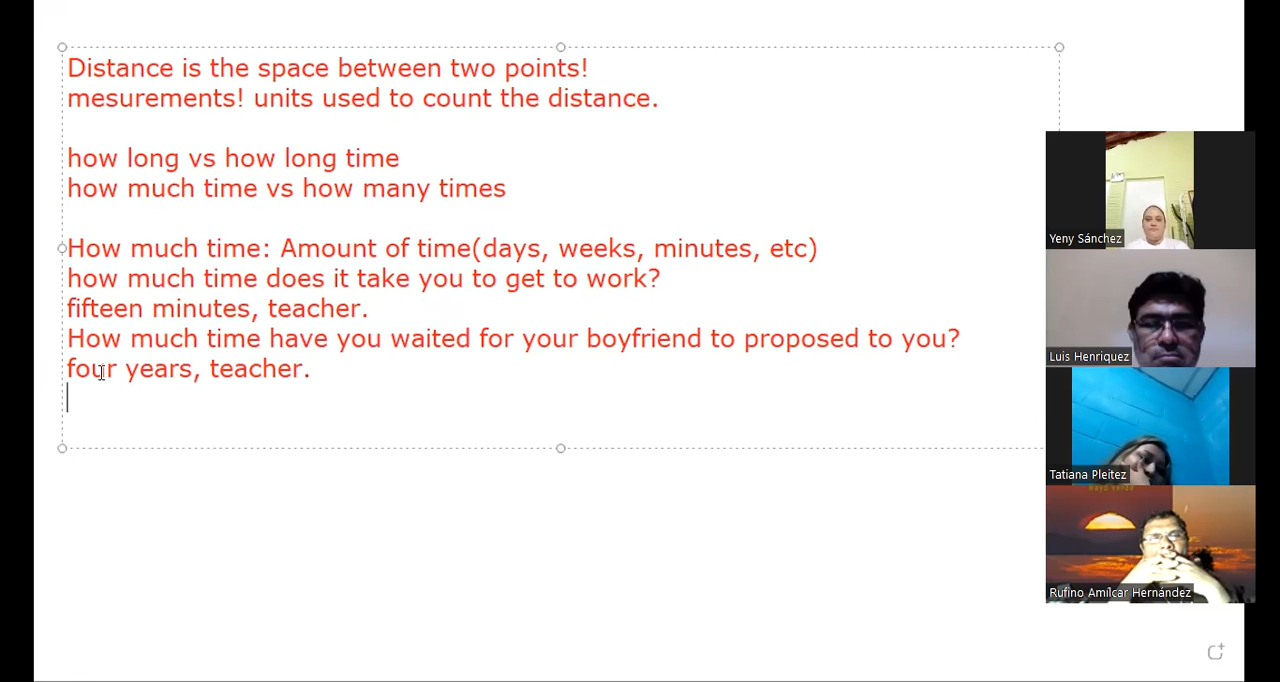 Distance is the space between two points!
mesurements! units used to count the distance.
how long vs how long time
how much time vs how many times
How much time: Amount of time(days, weeks, minutes, etc)
how much time does it take you to get to work?
fifteen minutes, teacher.
How much time have you waited for your boyfriend to proposed to you?
four years, teacher.
Yeny Sánchez
Luis Henriquez
Tatiana Pleitez
Rufino Amílcar Hernández